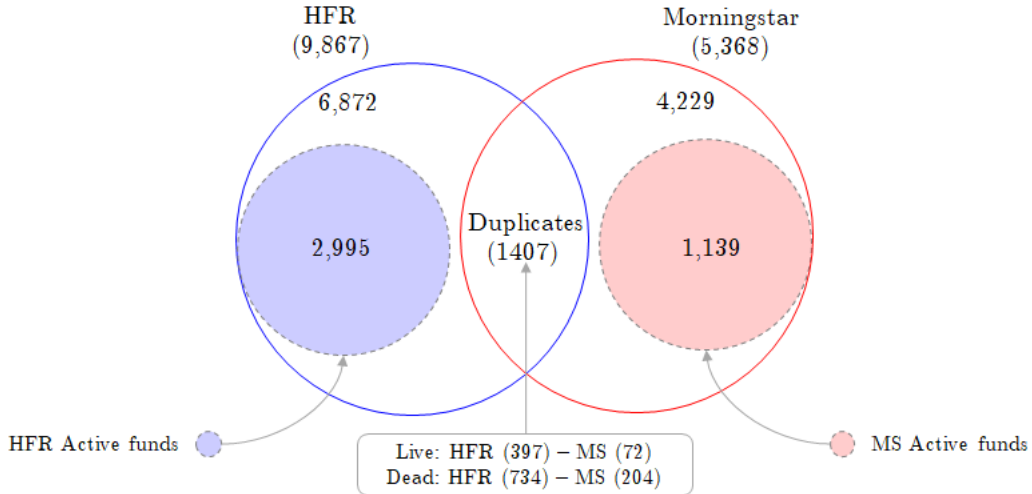 HFR
(9,867)
Morningstar
(5,368)
6,872
4,229
Duplicates
(1407)
2,995
1,139
HFR Active funds
MS Active funds
Live: HFR (397) – MS (72)
Dead: HFR (734) – MS (204)